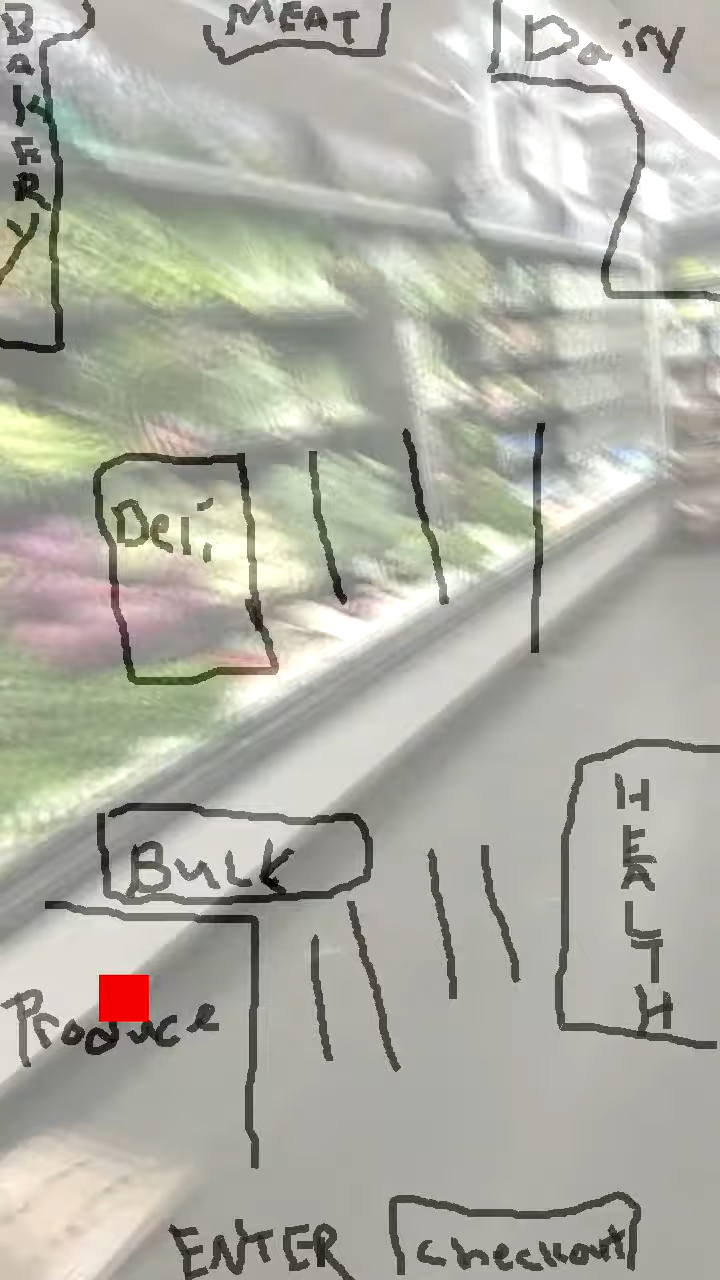 BAKERY
MEAT
Dairy
Deli
Bulk
HEALTH
Produce
ENTER
checkout